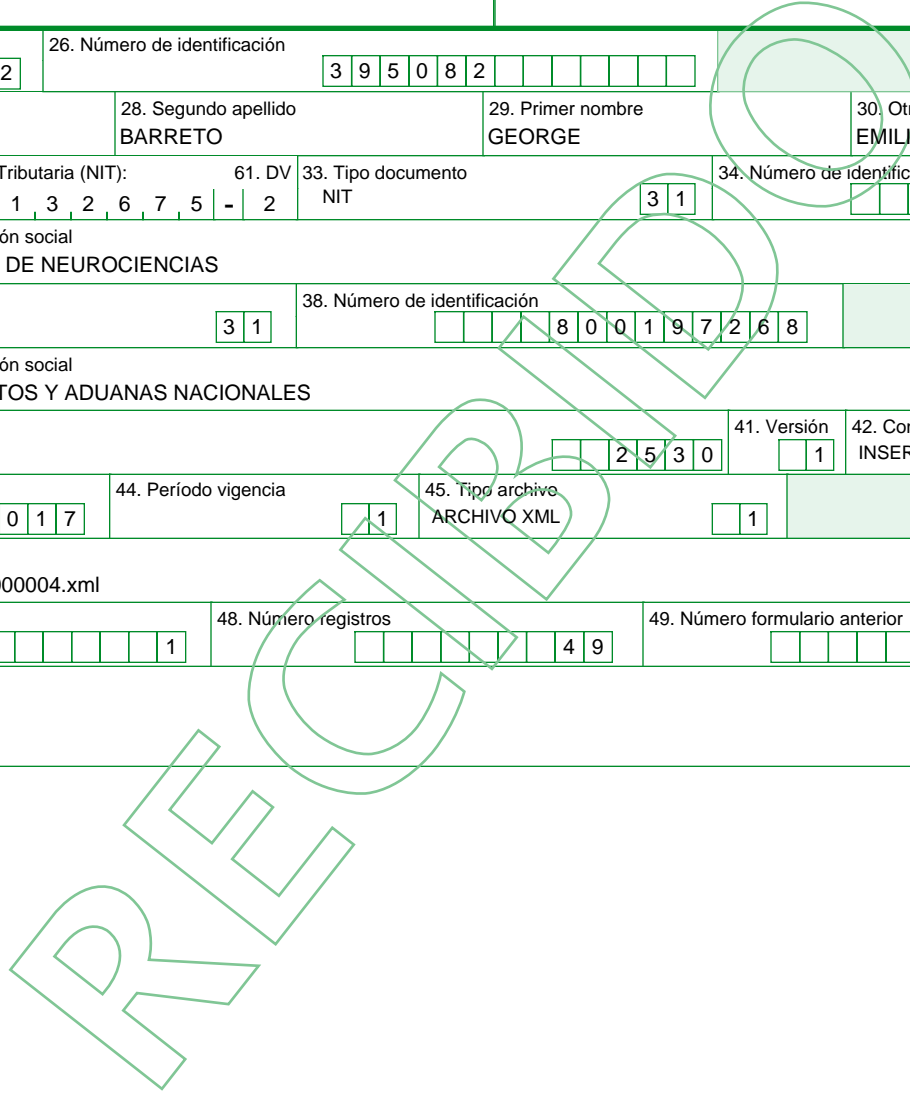 26. Número de identificación
2 3 9 5 0 8 2
28. Segundo apellido 29. Primer nombre 30. Otr
BARRETO GEORGE EMILI
Tributaria (NIT): 61. DV 33. Tipo documento 34. Número de identific
1 3 2 6 7 5 - 2 NIT 3 1
ón social
DE NEUROCIENCIAS
38. Número de identificación
3 1 8 0 0 1 9 7 2 6 8
ón social
TOS Y ADUANAS NACIONALES
41. Versión 42. Con
2 5 3 0 1 INSER
44. Período vigencia 45. Tipo archivo
0 1 7 1 ARCHIVO XML 1
000004.xml
48. Número registros 49. Número formulario anterior
1 4 9
RECIBIDO